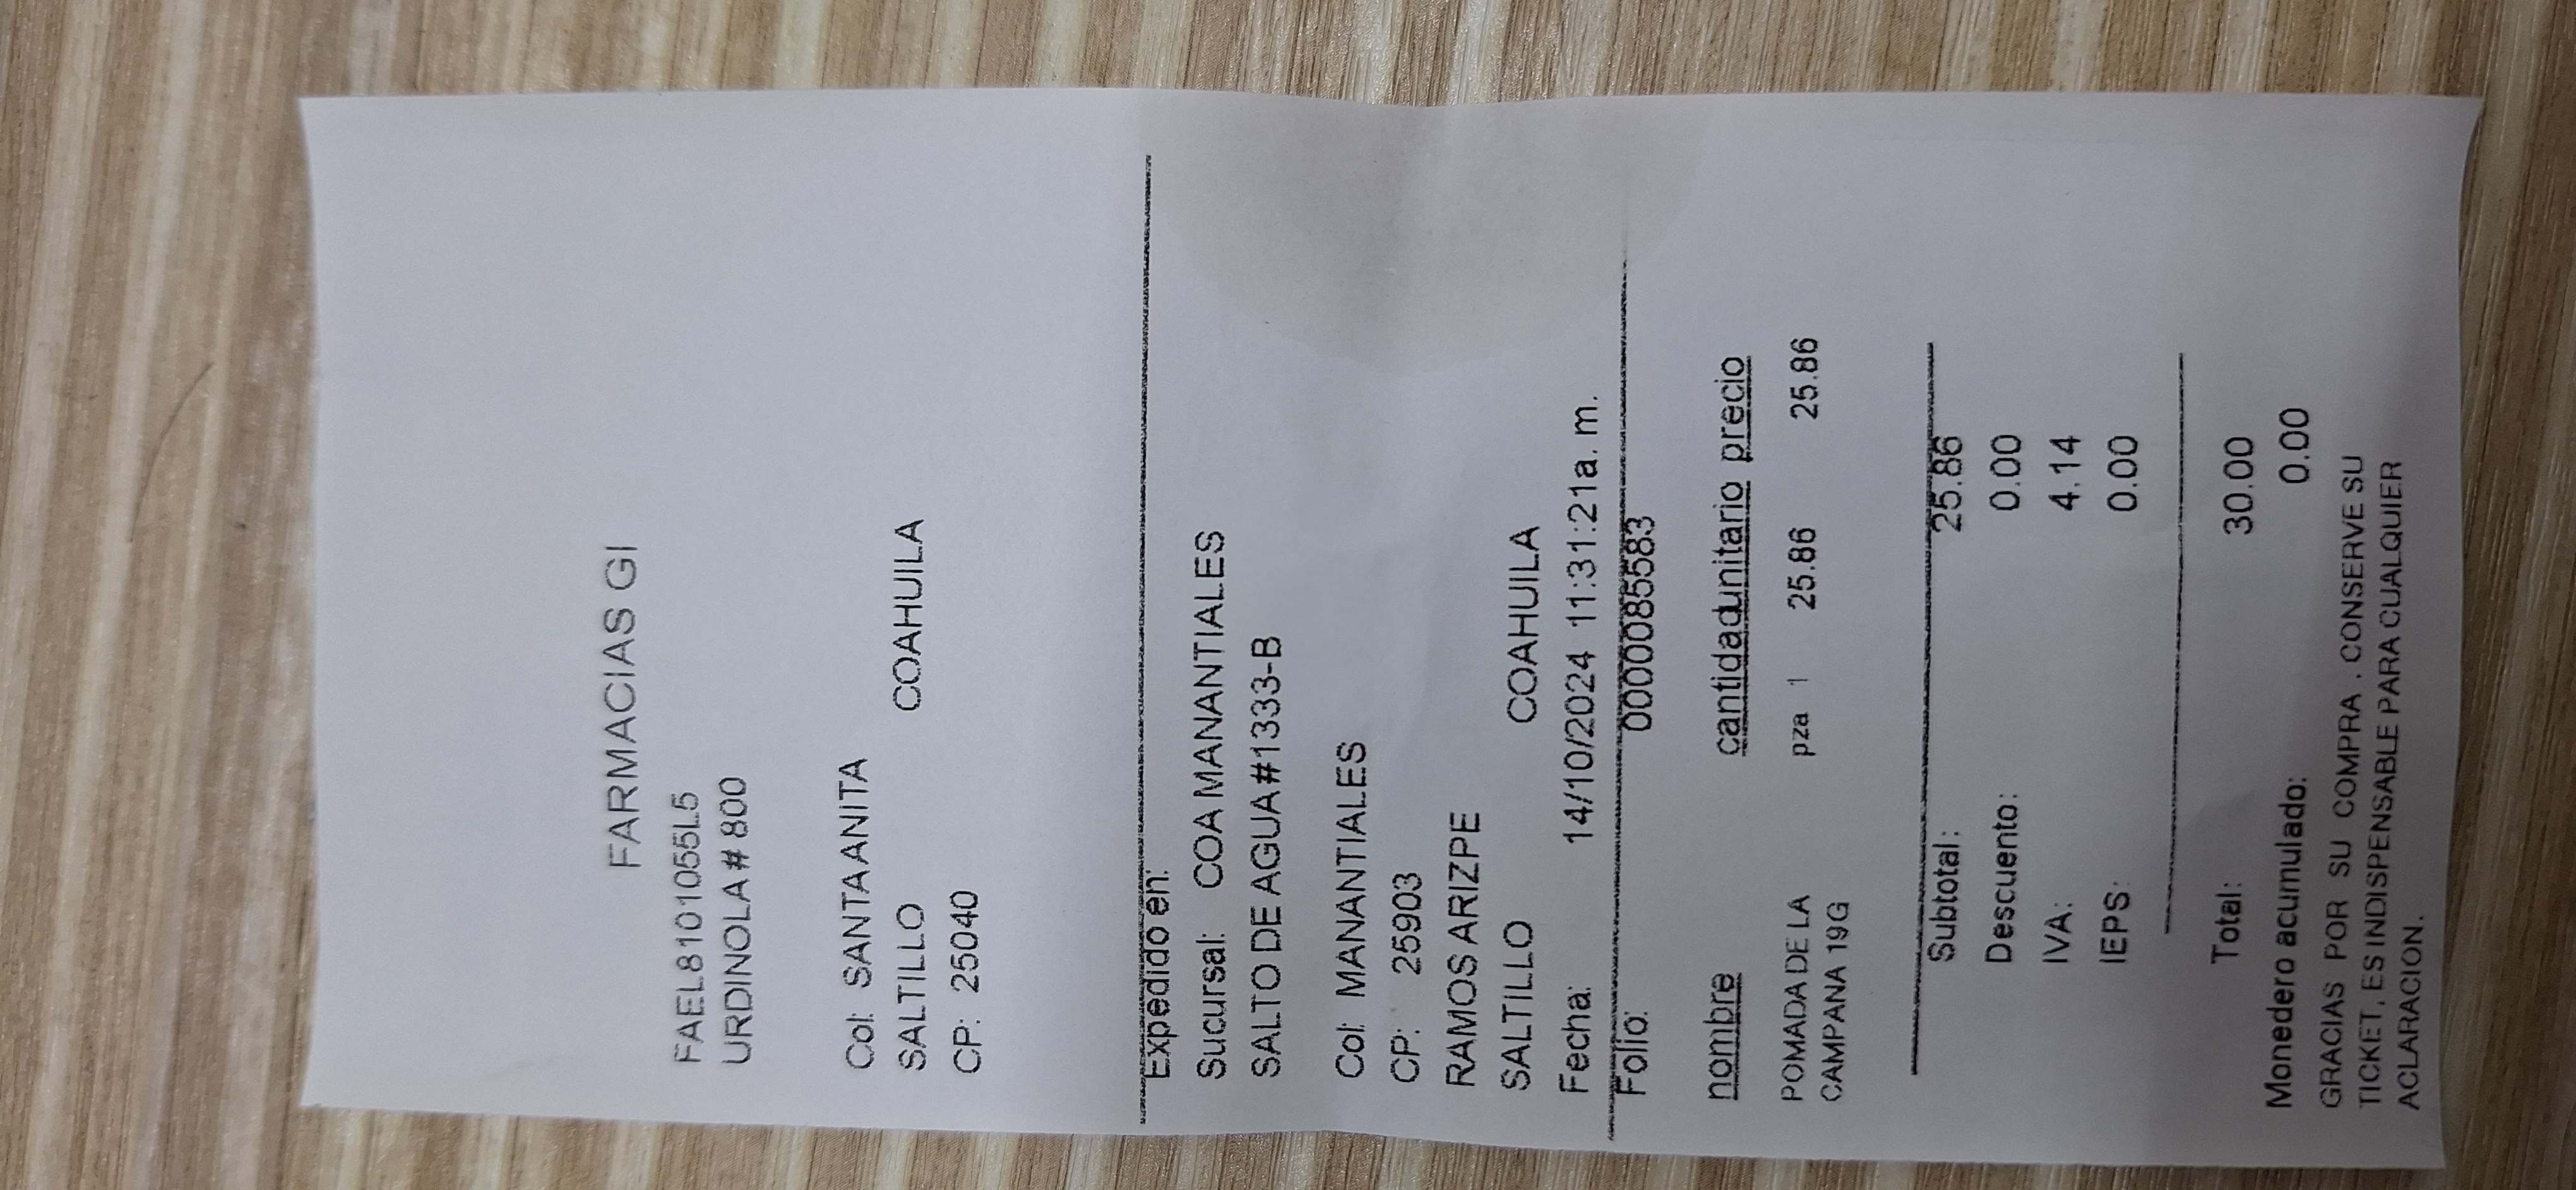 FARMACIAS GI
FAEL8101055L5
URDINOLA # 800
Col: SANTA ANITA
SALTILLO COAHUILA
CP: 25040
Expedido en:
Sucursal: COA MANANTIALES
SALTO DE AGUA #1333-B
Col: MANANTIALES
CP: 25903
RAMOS ARIZPE
SALTILLO COAHUILA
Fecha: 14/10/2024 11:31:21a. m.
Folio: 0000085583
nombre cantidad unitario precio
POMADA DE LA pza 1 25.86 25.86
CAMPANA 19G
Subtotal: 25.86
Descuento: 0.00
IVA: 4.14
IEPS: 0.00
Total: 30.00
Monedero acumulado: 0.00
GRACIAS POR SU COMPRA . CONSERVE SU
TICKET, ES INDISPENSABLE PARA CUALQUIER
ACLARACION.